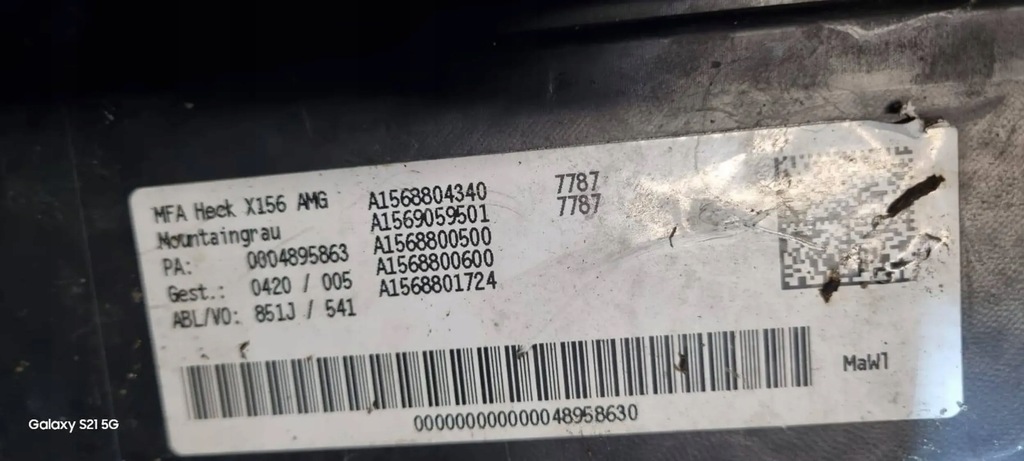 MFA Heck X156 AMG
Mountaingrau
PA: 0004895863
Gest.: 0420 / 005
ABL/VO: 851J / 541
A1568804340 7787
A1569059501 7787
A1568800500
A1568800600
A1568801724
MaWl
000000000000048958630
Galaxy S21 5G